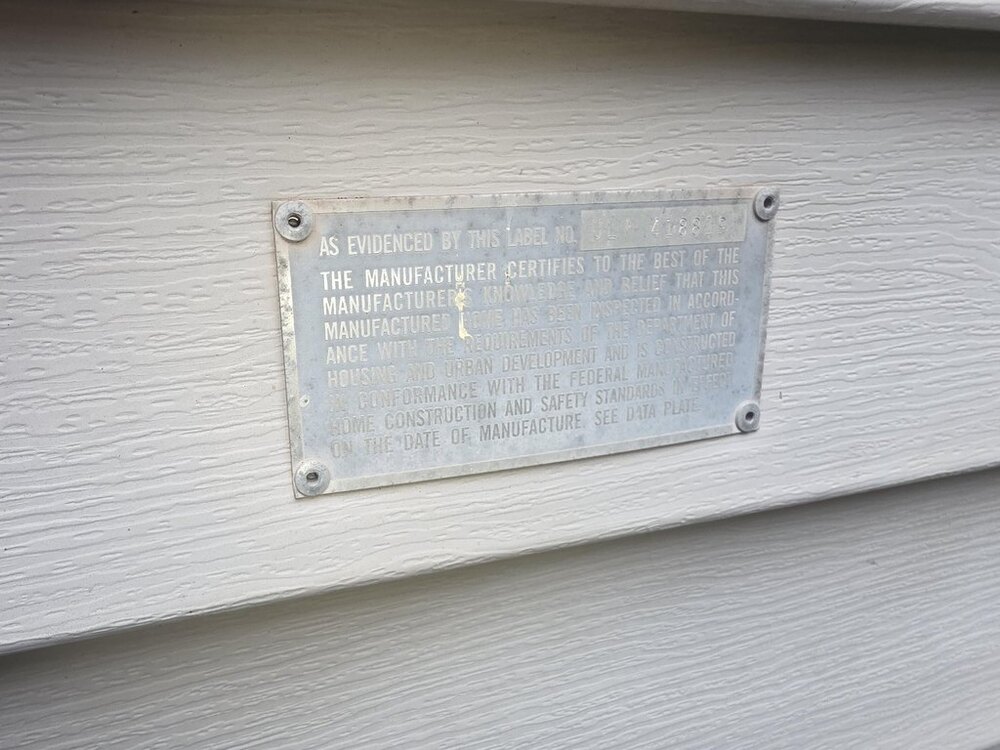 AS EVIDENCED BY THIS LABEL NO.
THE MANUFACTURER CERTIFIES TO THE BEST OF THE
MANUFACTURER'S KNOWLEDGE AND BELIEF THAT THIS
MANUFACTURED HOME HAS BEEN INSPECTED IN ACCORD-
ANCE WITH THE REQUIREMENTS OF THE DEPARTMENT OF
HOUSING AND URBAN DEVELOPMENT AND IS CONSTRUCTED
IN CONFORMANCE WITH THE FEDERAL MANUFACTURED
HOME CONSTRUCTION AND SAFETY STANDARDS IN EFFECT
ON THE DATE OF MANUFACTURE. SEE DATA PLATE